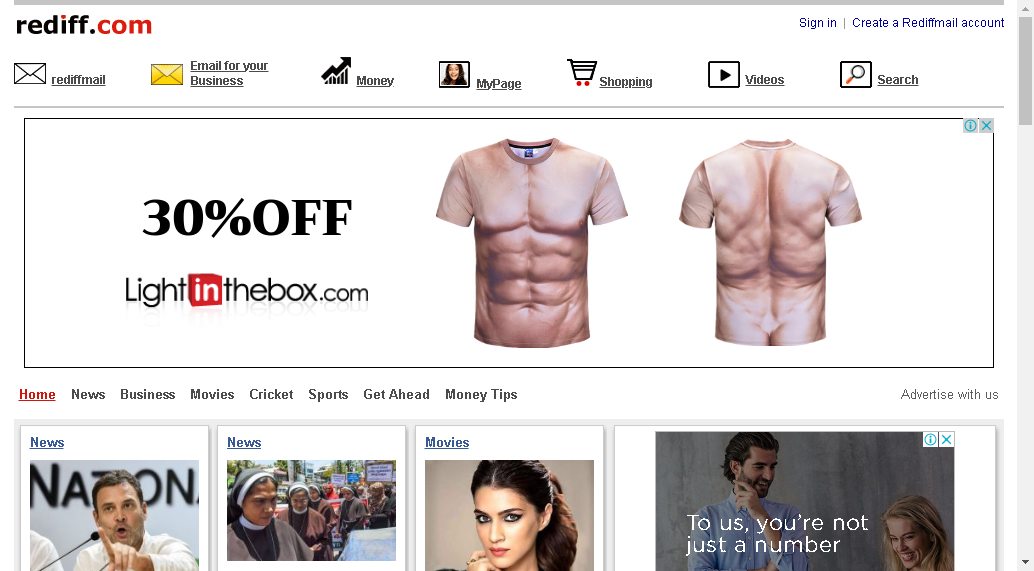 rediff.com
Sign in | Create a Rediffmail account
rediffmail
Email for your
Business
Money
MyPage
Shopping
Videos
Search
30%OFF
Lightinthebox.com
Home News Business Movies Cricket Sports Get Ahead Money Tips
Advertise with us
News
News
Movies
NATION
To us, you're not
just a number